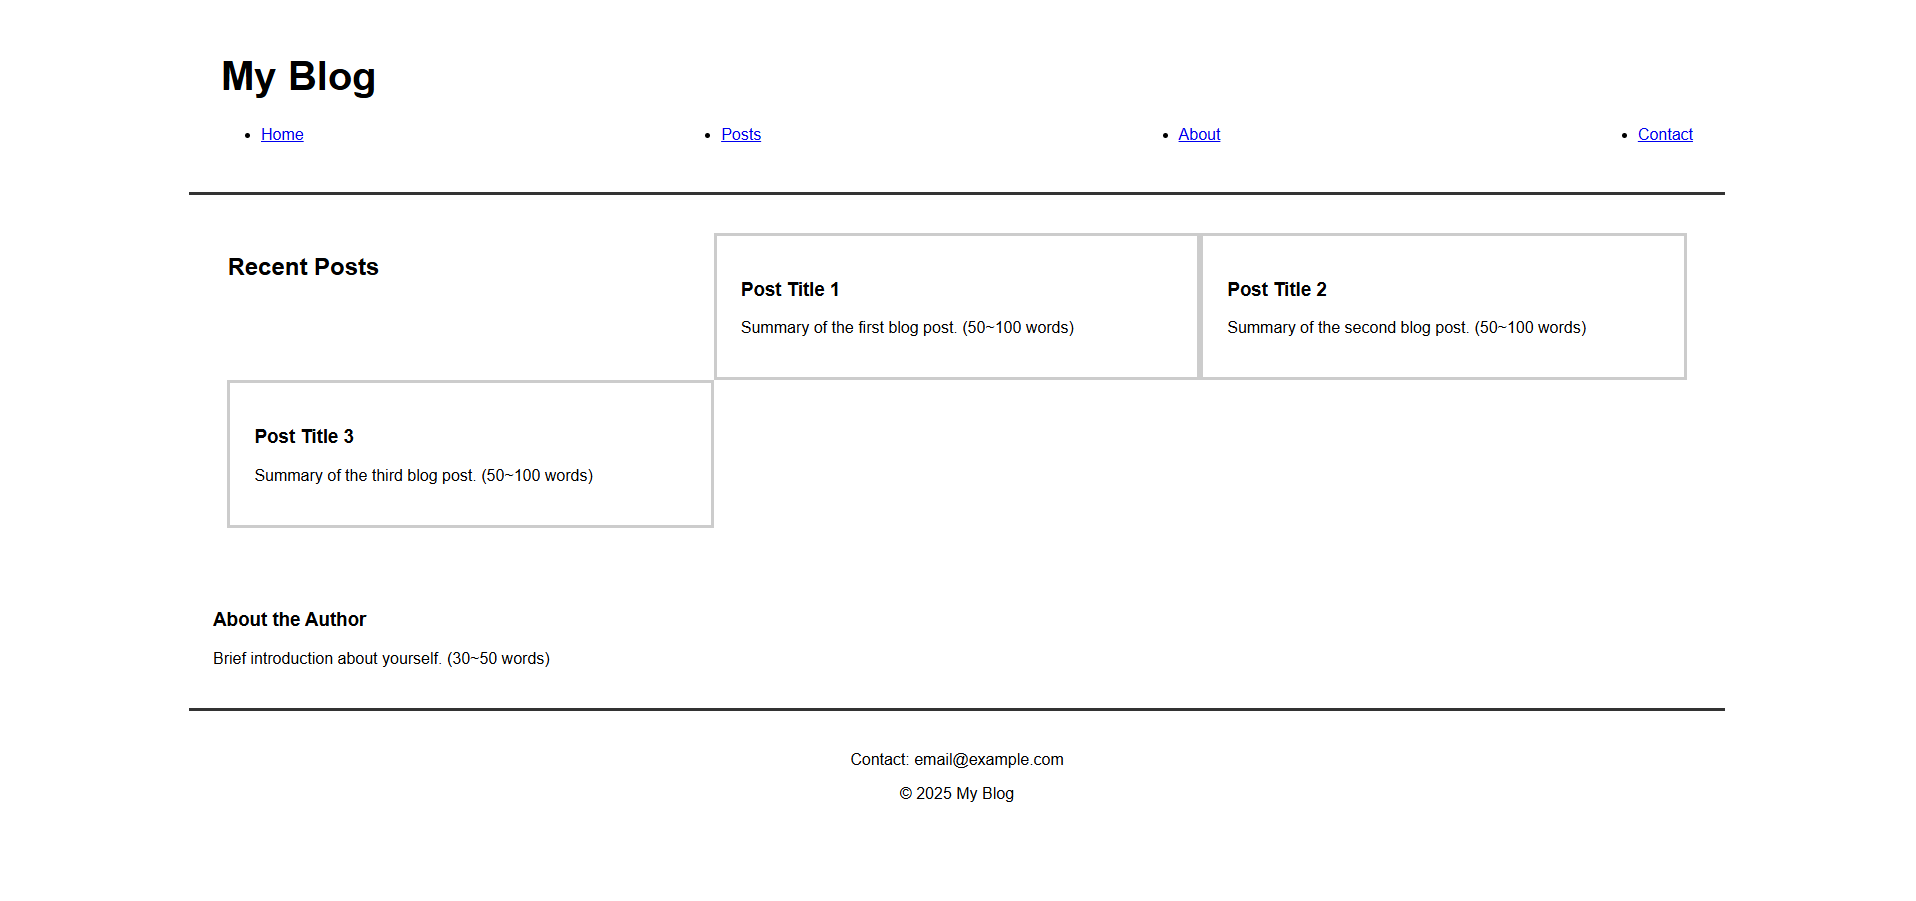 My Blog
Home
Posts
About
Contact
Recent Posts
Post Title 1
Summary of the first blog post. (50~100 words)
Post Title 2
Summary of the second blog post. (50~100 words)
Post Title 3
Summary of the third blog post. (50~100 words)
About the Author
Brief introduction about yourself. (30~50 words)
Contact: email@example.com
© 2025 My Blog